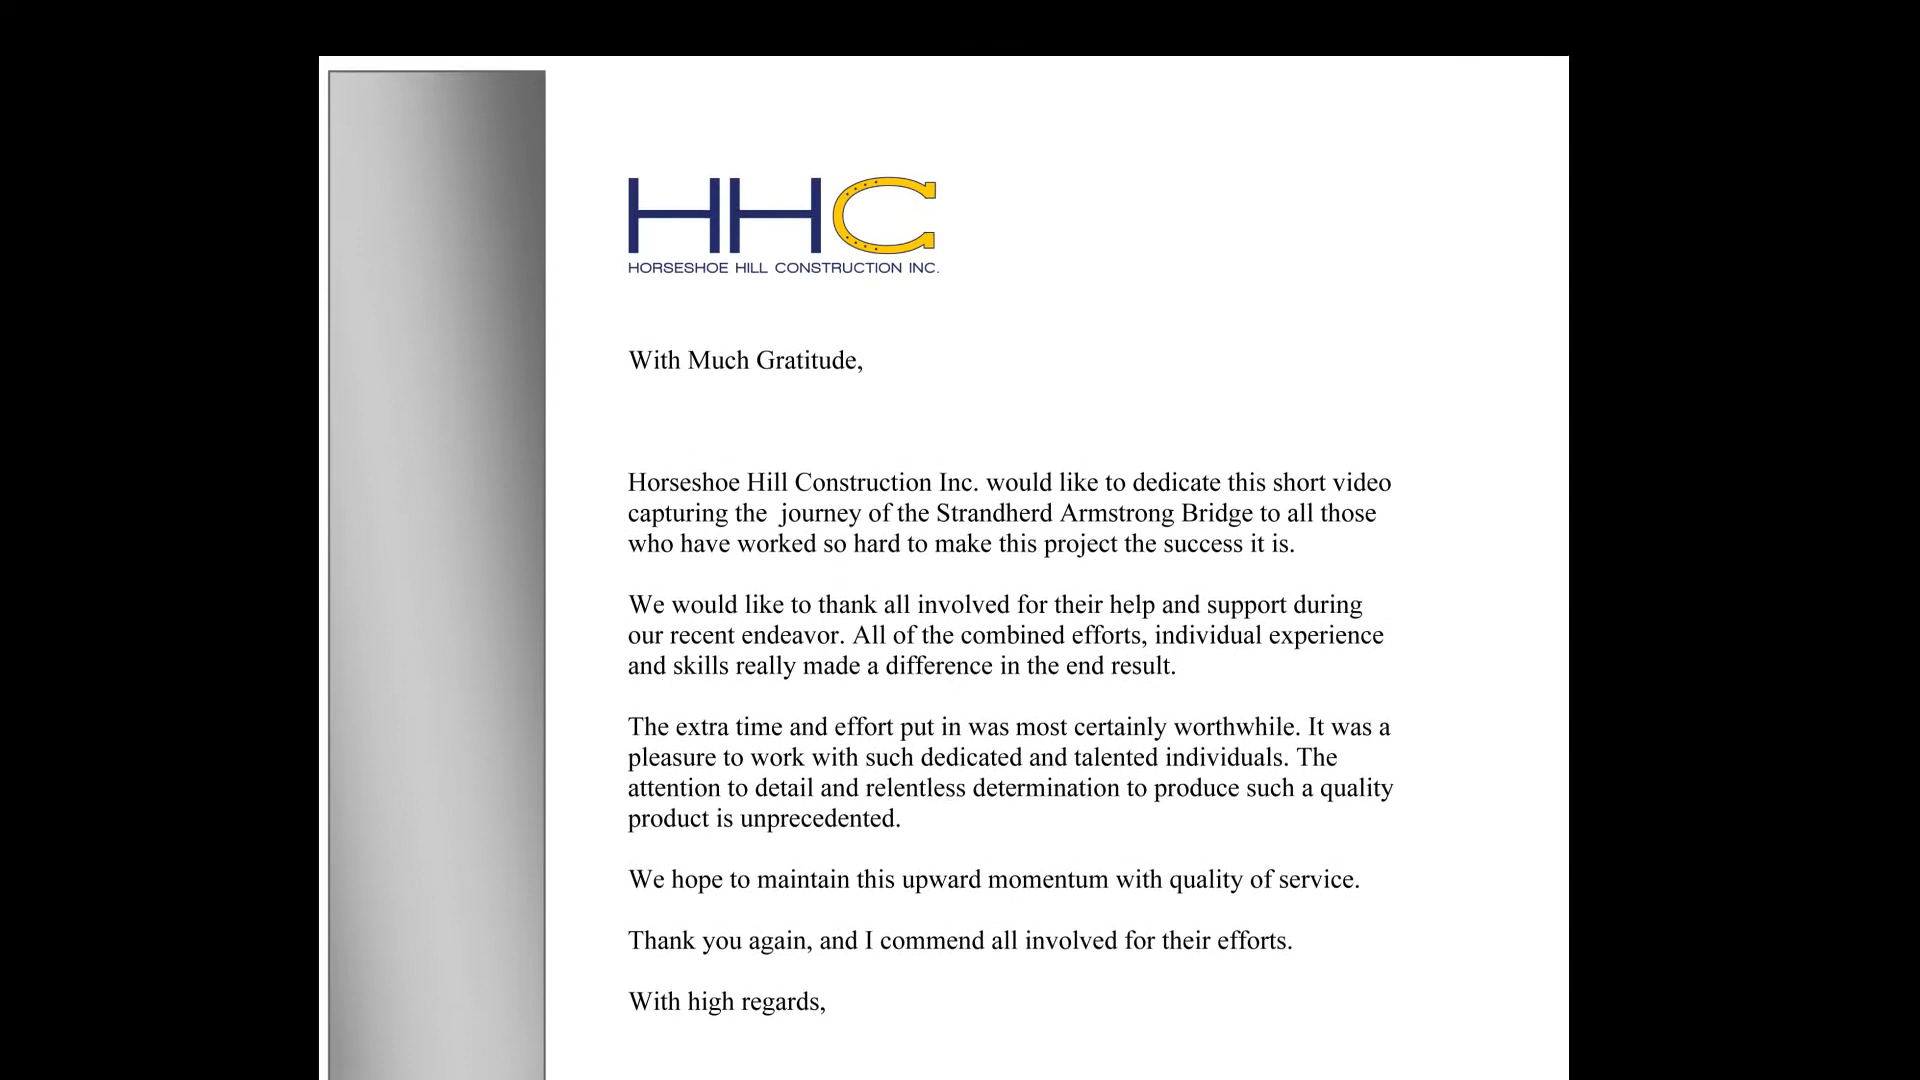 HHC
HORSESHOE HILL CONSTRUCTION INC.
With Much Gratitude,
Horseshoe Hill Construction Inc. would like to dedicate this short video
capturing the  journey of the Strandherd Armstrong Bridge to all those
who have worked so hard to make this project the success it is.
We would like to thank all involved for their help and support during
our recent endeavor. All of the combined efforts, individual experience
and skills really made a difference in the end result.
The extra time and effort put in was most certainly worthwhile. It was a
pleasure to work with such dedicated and talented individuals. The
attention to detail and relentless determination to produce such a quality
product is unprecedented.
We hope to maintain this upward momentum with quality of service.
Thank you again, and I commend all involved for their efforts.
With high regards,